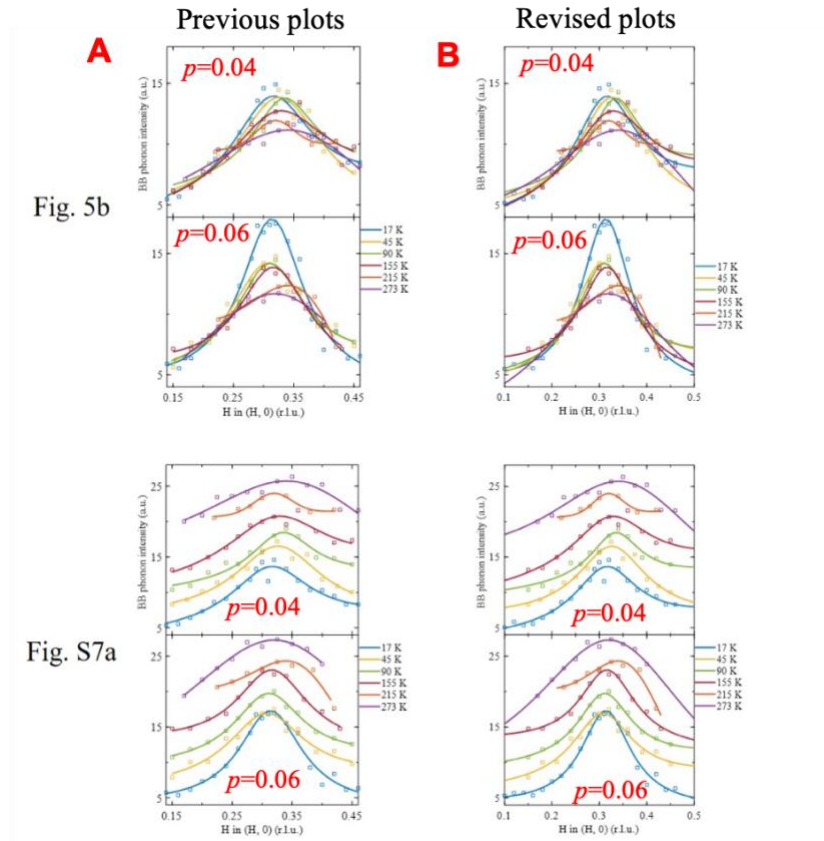 Previous plots
Revised plots
A
B
Fig. 5b
p=0.04
15
5
BB phonon intensity (a.u.)
p=0.06
15
5
0.15 0.25 0.35 0.45
H in (H, 0) (r.l.u.)
17 K
45 K
90 K
155 K
215 K
273 K
p=0.04
15
5
BB phonon intensity (a.u.)
p=0.06
15
5
0.1 0.2 0.3 0.4 0.5
H in (H, 0) (r.l.u.)
17 K
45 K
90 K
155 K
215 K
273 K
Fig. S7a
25
15
5
BB phonon intensity (a.u.)
p=0.04
25
15
5
p=0.06
0.15 0.25 0.35 0.45
H in (H, 0) (r.l.u.)
17 K
45 K
90 K
155 K
215 K
273 K
25
15
5
BB phonon intensity (a.u.)
p=0.04
25
15
5
p=0.06
0.1 0.2 0.3 0.4 0.5
H in (H, 0) (r.l.u.)
17 K
45 K
90 K
155 K
215 K
273 K